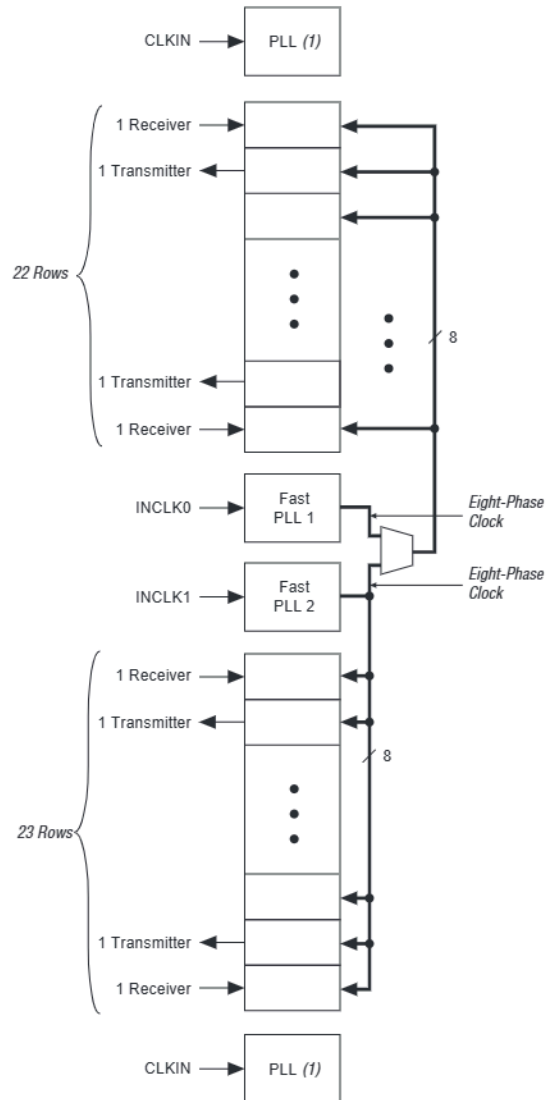 CLKIN
PLL (1)
1 Receiver
1 Transmitter
22 Rows
8
1 Transmitter
1 Receiver
INCLK0
Fast
PLL 1
Eight-Phase
Clock
INCLK1
Fast
PLL 2
Eight-Phase
Clock
1 Receiver
1 Transmitter
8
23 Rows
1 Transmitter
1 Receiver
CLKIN
PLL (1)